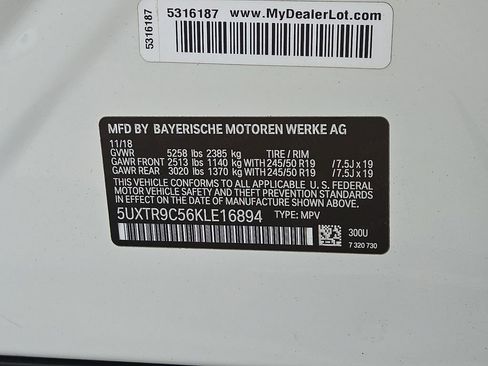 5316187
5316187 www.MyDealerLot.com
MFD BY BAYERISCHE MOTOREN WERKE AG
11/18
GVWR 5258 lbs 2385 kg TIRE / RIM
GAWR FRONT 2513 lbs 1140 kg WITH 245/50 R19 / 7.5J x 19
GAWR REAR 3020 lbs 1370 kg WITH 245/50 R19 / 7.5J x 19
THIS VEHICLE CONFORMS TO ALL APPLICABLE U. S. FEDERAL
MOTOR VEHICLE SAFETY AND THEFT PREVENTION STANDARDS
IN EFFECT ON THE DATE OF MANUFACTURE SHOWN ABOVE.
5UXTR9C56KLE16894 TYPE: MPV
300U
7 320 730